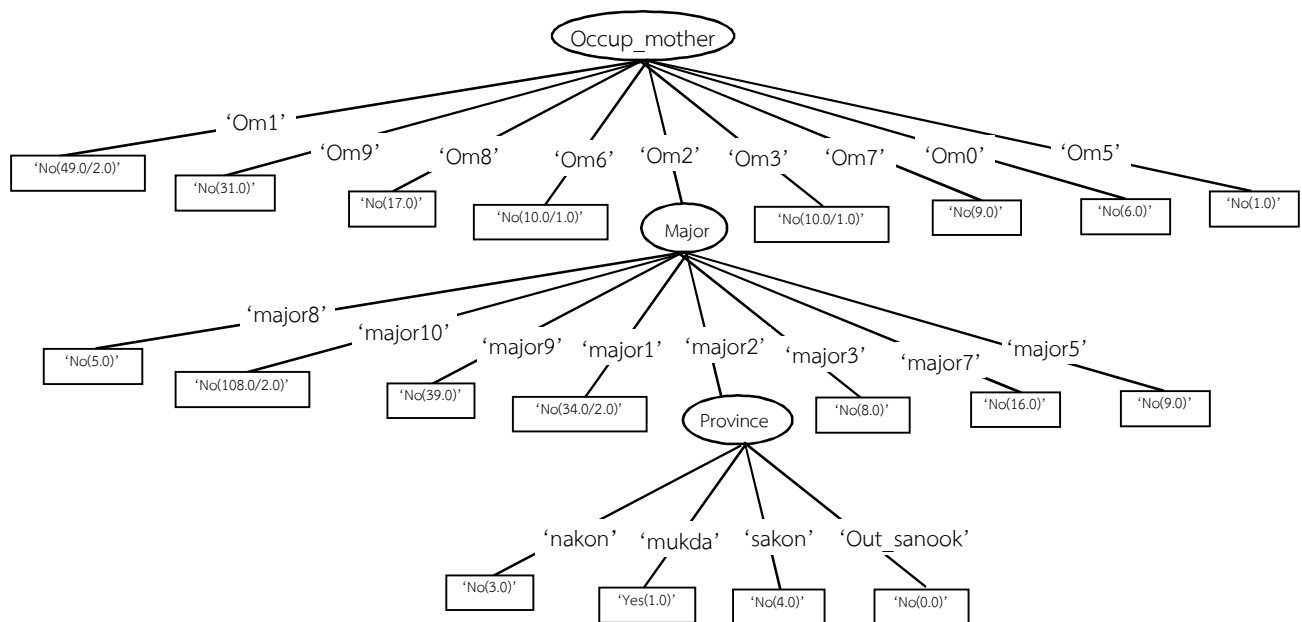 Occup_mother
‘Om1’
‘Om9’
‘Om8’
‘Om6’
‘Om2’
‘Om3’
‘Om7’
‘Om0’
‘Om5’
‘No(49.0/2.0)’
‘No(31.0)’
‘No(17.0)’
‘No(10.0/1.0)’
‘No(10.0/1.0)’
‘No(9.0)’
‘No(6.0)’
‘No(1.0)’
Major
‘major8’
‘major10’
‘major9’
‘major1’
‘major2’
‘major3’
‘major7’
‘major5’
‘No(5.0)’
‘No(108.0/2.0)’
‘No(39.0)’
‘No(34.0/2.0)’
‘No(8.0)’
‘No(16.0)’
‘No(9.0)’
Province
‘nakon’
‘mukda’
‘sakon’
‘Out_sanook’
‘No(3.0)’
‘Yes(1.0)’
‘No(4.0)’
‘No(0.0)’